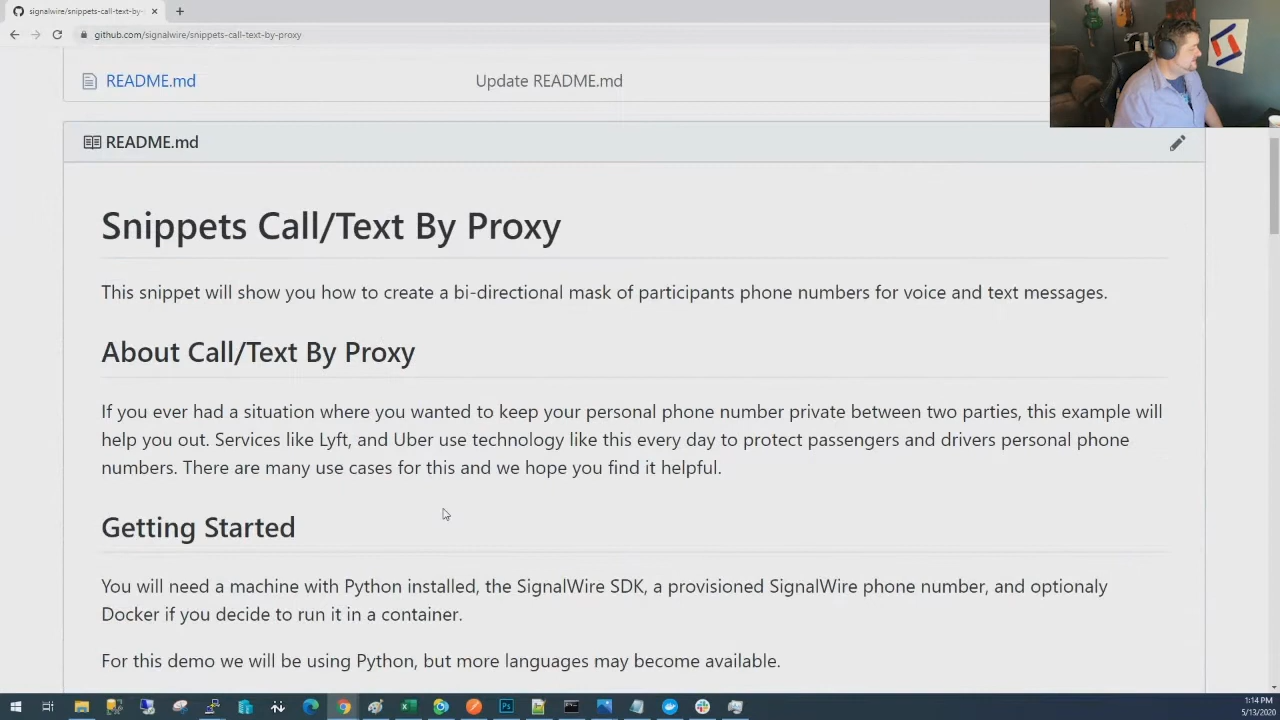 signalwire/snippets-call-text-by-
github.com/signalwire/snippets-call-text-by-proxy
README.md
Update README.md
README.md
Snippets Call/Text By Proxy
This snippet will show you how to create a bi-directional mask of participants phone numbers for voice and text messages.
About Call/Text By Proxy
If you ever had a situation where you wanted to keep your personal phone number private between two parties, this example will
help you out. Services like Lyft, and Uber use technology like this every day to protect passengers and drivers personal phone
numbers. There are many use cases for this and we hope you find it helpful.
Getting Started
You will need a machine with Python installed, the SignalWire SDK, a provisioned SignalWire phone number, and optionaly
Docker if you decide to run it in a container.
For this demo we will be using Python, but more languages may become available.
1:14 PM
5/13/2020